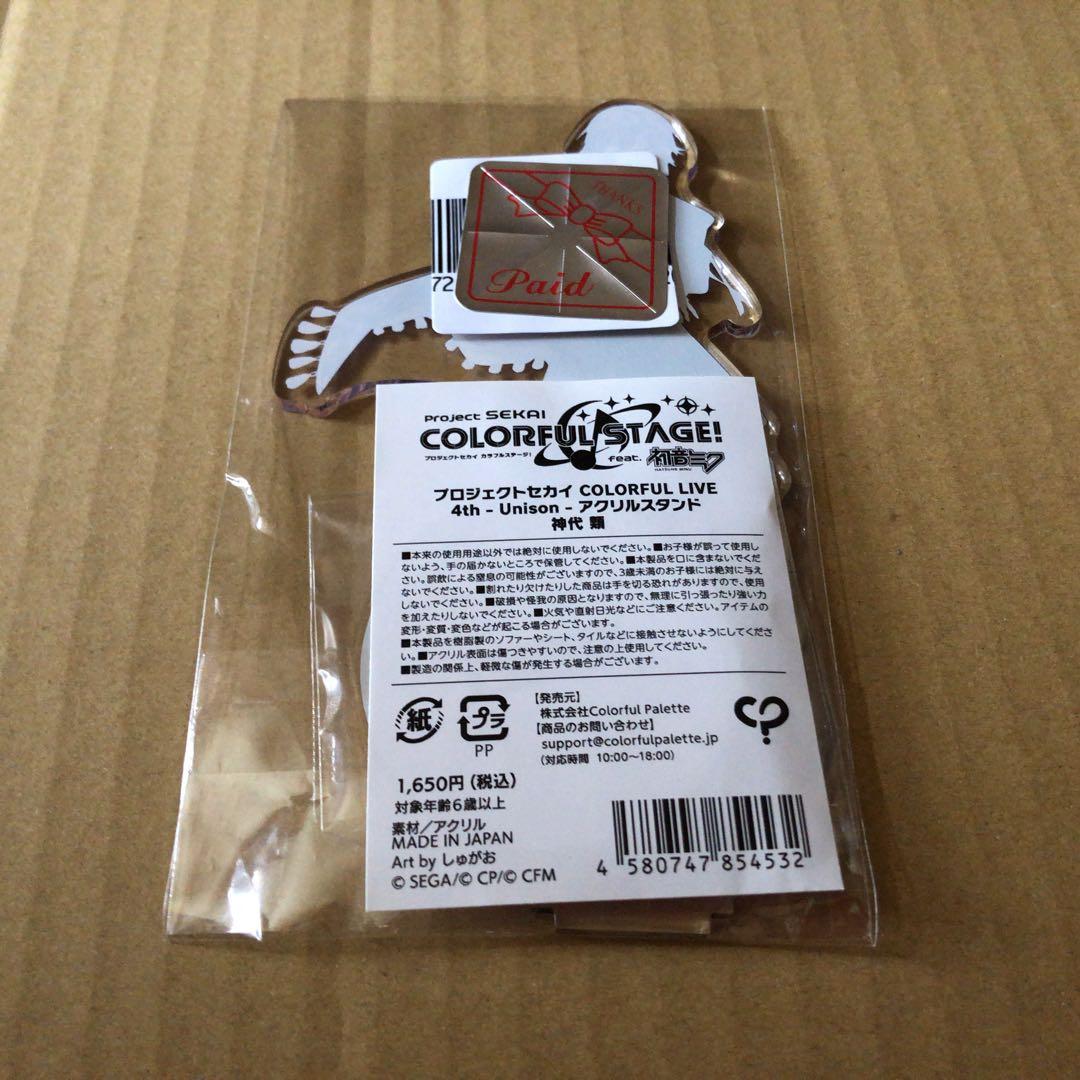 THANKS
Paid
72
Project SEKAI
COLORFUL STAGE!
プロジェクトセカイ カラフルステージ!
feat. 初音ミク
HATSUNE MIKU
プロジェクトセカイ COLORFUL LIVE
4th - Unison - アクリルスタンド
神代 類
■本来の使用用途以外では絶対に使用しないでください。■お子様が誤って使用し
ないよう、手の届かないところで保管してください。■本製品を口に含まないでくだ
さい。誤飲による窒息の可能性がございますので、3歳未満のお子様には絶対に与え
ないでください。■割れたり欠けたりした商品は手を切る恐れがありますので、使用
しないでください。■破損や怪我の原因となりますので、無理に引っ張ったり強い力
を加えたりしないでください。■火気や直射日光などにご注意ください。アイテムの
変形・変質・変色などが起こる場合がございます。
■本製品を樹脂製のソファーやシート、タイルなどに接触させないようにしてくださ
い。■アクリル表面は傷つきやすいので、注意の上使用してください。
■製造の関係上、軽微な傷が発生する場合がございます。
紙
プラ
PP
【発売元】
株式会社Colorful Palette
【商品のお問い合わせ】
support@colorfulpalette.jp
(対応時間 10:00～18:00)
1,650円(税込)
対象年齢6歳以上
素材/アクリル
MADE IN JAPAN
Art by しゅがお
© SEGA/© CP/© CFM
4 580747 854532